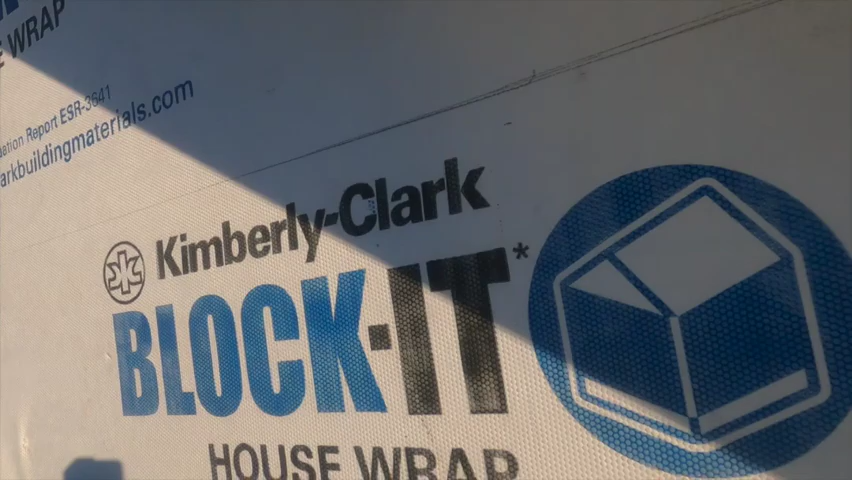 E WRAP
ation Report ESR-3641
arkbuildingmaterials.com
Kimberly-Clark
BLOCK-IT*
HOUSE WRAP